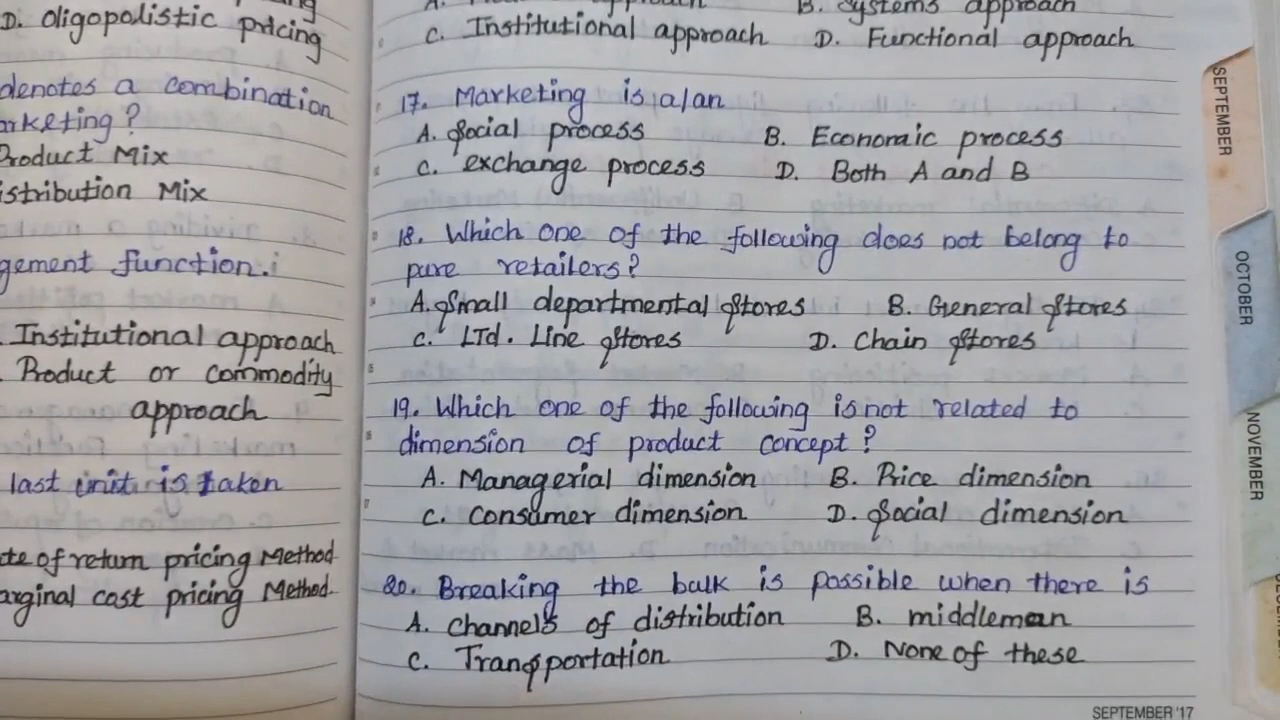 D. Oligopolistic pricing
denotes a combination
arketing?
Product Mix
istribution Mix
gement function.
Institutional approach
Product or commodity
approach
last unit is taken
ate of return pricing Method
arginal cost pricing Method.
B. Systems approach
C. Institutional approach D. Functional approach
17. Marketing is a/an
A. Social process B. Economic process
C. exchange process D. Both A and B
18. Which one of the following does not belong to
pure retailers?
A. Small departmental stores B. General stores
C. LTd. Line stores D. Chain stores
19. Which one of the following is not related to
dimension of product concept?
A. Managerial dimension B. Price dimension
C. Consumer dimension D. Social dimension
20. Breaking the bulk is possible when there is
A. Channels of distribution B. middleman
C. Transportation D. None of these
SEPTEMBER '17
SEPTEMBER
OCTOBER
NOVEMBER